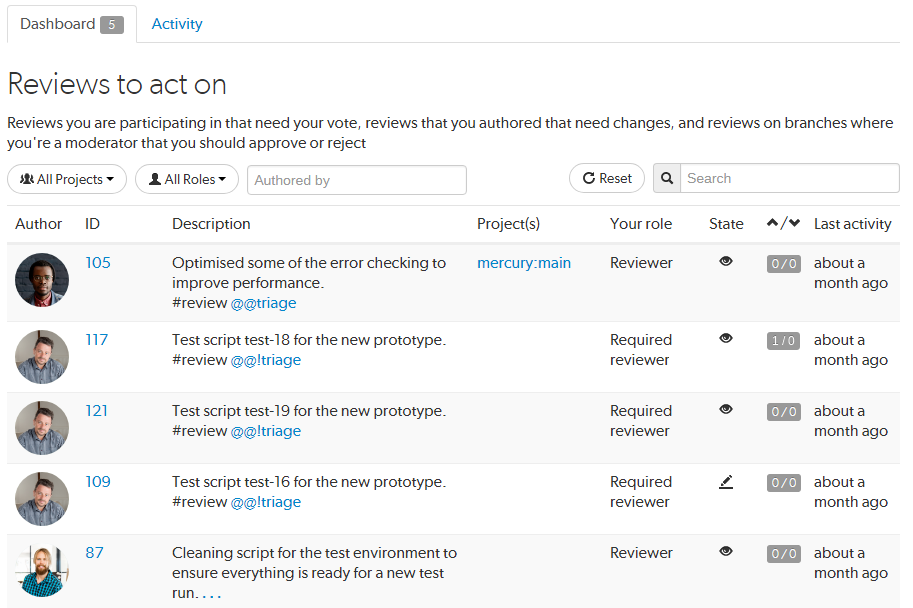 Dashboard 5 Activity
Reviews to act on
Reviews you are participating in that need your vote, reviews that you authored that need changes, and reviews on branches where
you're a moderator that you should approve or reject
All Projects All Roles Authored by Reset Search
Author ID Description Project(s) Your role State / Last activity
105 Optimised some of the error checking to mercury:main Reviewer 0 / 0 about a
improve performance. month ago
#review @@triage
117 Test script test-18 for the new prototype. Required 1 / 0 about a
#review @@!triage reviewer month ago
121 Test script test-19 for the new prototype. Required 0 / 0 about a
#review @@!triage reviewer month ago
109 Test script test-16 for the new prototype. Required 0 / 0 about a
#review @@!triage reviewer month ago
87 Cleaning script for the test environment to Reviewer 0 / 0 about a
ensure everything is ready for a new test month ago
run. . . .